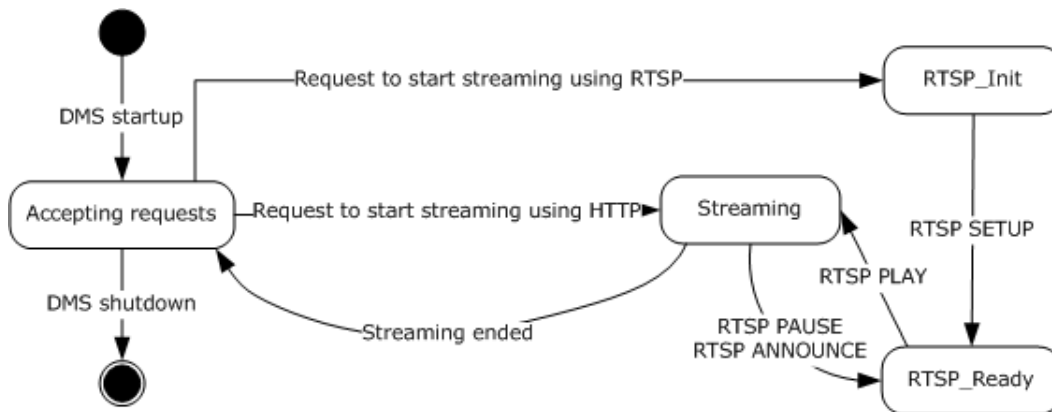 Request to start streaming using RTSP
RTSP_Init
DMS startup
Accepting requests
Request to start streaming using HTTP
Streaming
RTSP SETUP
RTSP PLAY
DMS shutdown
Streaming ended
RTSP PAUSE
RTSP ANNOUNCE
RTSP_Ready